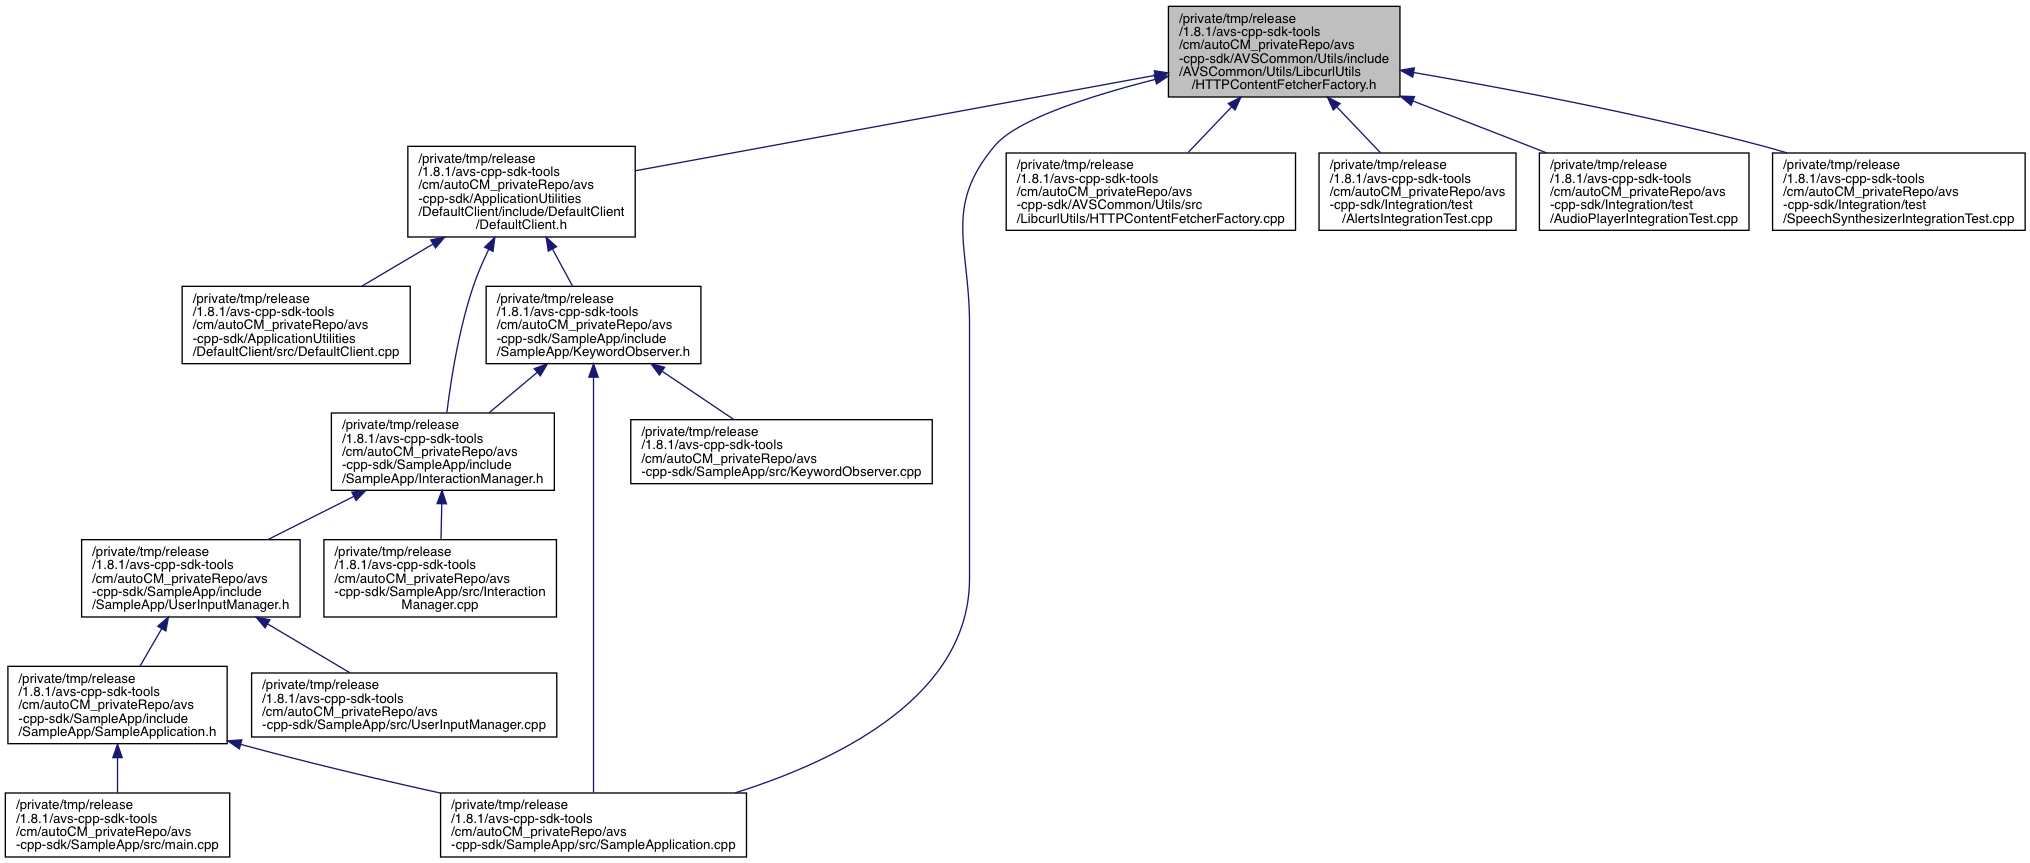 /private/tmp/release
/1.8.1/avs-cpp-sdk-tools
/cm/autoCM_privateRepo/avs
-cpp-sdk/AVSCommon/Utils/include
/AVSCommon/Utils/LibcurlUtils
/HTTPContentFetcherFactory.h
/private/tmp/release
/1.8.1/avs-cpp-sdk-tools
/cm/autoCM_privateRepo/avs
-cpp-sdk/ApplicationUtilities
/DefaultClient/include/DefaultClient
/DefaultClient.h
/private/tmp/release
/1.8.1/avs-cpp-sdk-tools
/cm/autoCM_privateRepo/avs
-cpp-sdk/AVSCommon/Utils/src
/LibcurlUtils/HTTPContentFetcherFactory.cpp
/private/tmp/release
/1.8.1/avs-cpp-sdk-tools
/cm/autoCM_privateRepo/avs
-cpp-sdk/Integration/test
/AlertsIntegrationTest.cpp
/private/tmp/release
/1.8.1/avs-cpp-sdk-tools
/cm/autoCM_privateRepo/avs
-cpp-sdk/Integration/test
/AudioPlayerIntegrationTest.cpp
/private/tmp/release
/1.8.1/avs-cpp-sdk-tools
/cm/autoCM_privateRepo/avs
-cpp-sdk/Integration/test
/SpeechSynthesizerIntegrationTest.cpp
/private/tmp/release
/1.8.1/avs-cpp-sdk-tools
/cm/autoCM_privateRepo/avs
-cpp-sdk/ApplicationUtilities
/DefaultClient/src/DefaultClient.cpp
/private/tmp/release
/1.8.1/avs-cpp-sdk-tools
/cm/autoCM_privateRepo/avs
-cpp-sdk/SampleApp/include
/SampleApp/KeywordObserver.h
/private/tmp/release
/1.8.1/avs-cpp-sdk-tools
/cm/autoCM_privateRepo/avs
-cpp-sdk/SampleApp/include
/SampleApp/InteractionManager.h
/private/tmp/release
/1.8.1/avs-cpp-sdk-tools
/cm/autoCM_privateRepo/avs
-cpp-sdk/SampleApp/src/KeywordObserver.cpp
/private/tmp/release
/1.8.1/avs-cpp-sdk-tools
/cm/autoCM_privateRepo/avs
-cpp-sdk/SampleApp/include
/SampleApp/UserInputManager.h
/private/tmp/release
/1.8.1/avs-cpp-sdk-tools
/cm/autoCM_privateRepo/avs
-cpp-sdk/SampleApp/src/Interaction
Manager.cpp
/private/tmp/release
/1.8.1/avs-cpp-sdk-tools
/cm/autoCM_privateRepo/avs
-cpp-sdk/SampleApp/include
/SampleApp/SampleApplication.h
/private/tmp/release
/1.8.1/avs-cpp-sdk-tools
/cm/autoCM_privateRepo/avs
-cpp-sdk/SampleApp/src/UserInputManager.cpp
/private/tmp/release
/1.8.1/avs-cpp-sdk-tools
/cm/autoCM_privateRepo/avs
-cpp-sdk/SampleApp/src/main.cpp
/private/tmp/release
/1.8.1/avs-cpp-sdk-tools
/cm/autoCM_privateRepo/avs
-cpp-sdk/SampleApp/src/SampleApplication.cpp